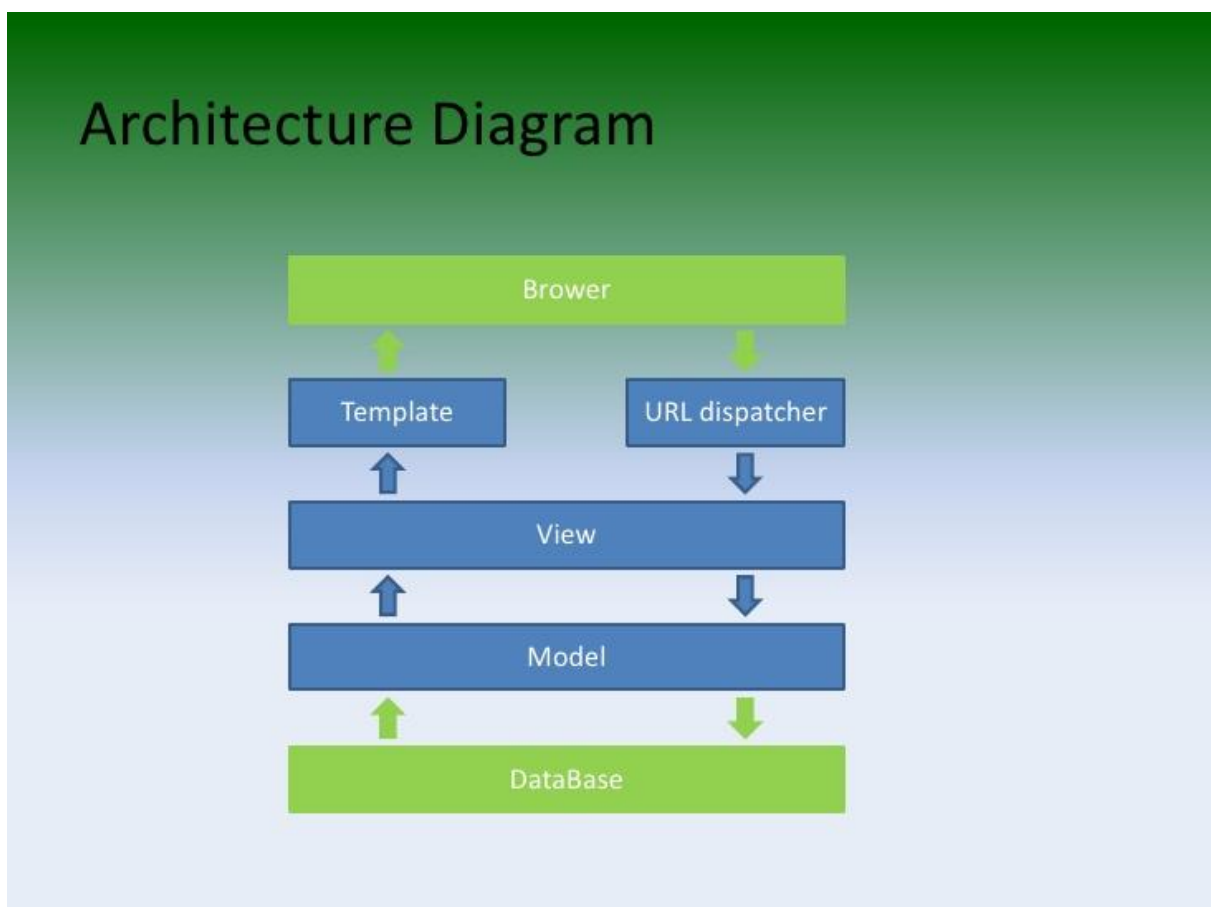 Architecture Diagram
Brower
Template
URL dispatcher
View
Model
DataBase